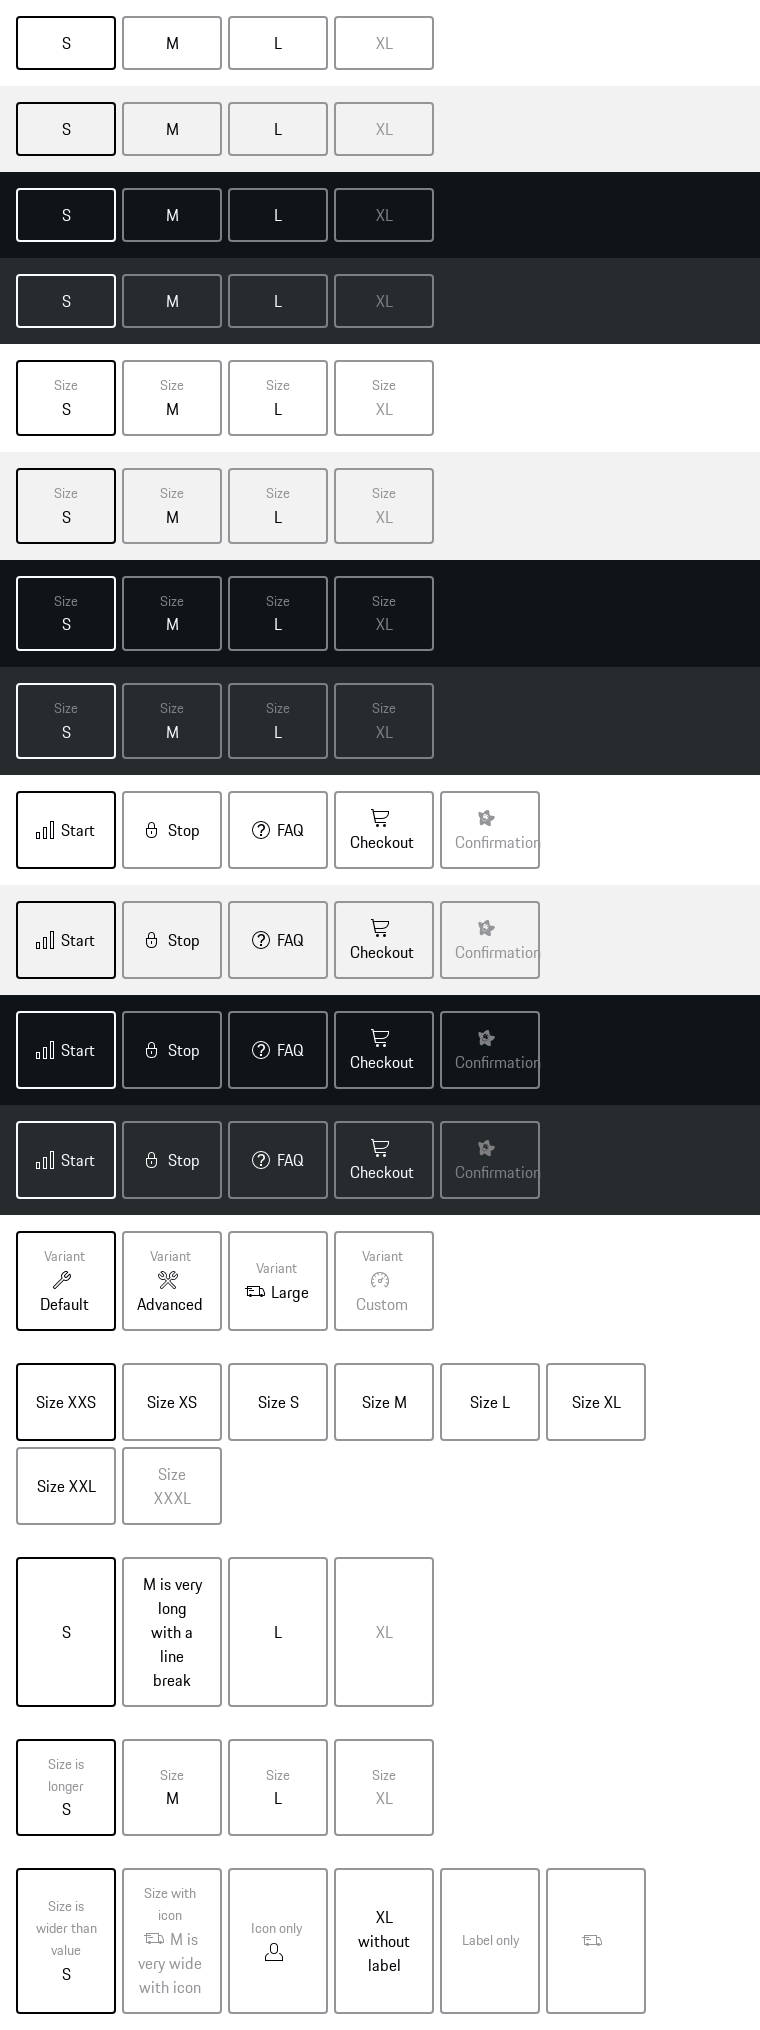 S M L XL
S M L XL
S M L XL
S M L XL
Size Size Size Size
S M L XL
Size Size Size Size
S M L XL
Size Size Size Size
S M L XL
Size Size Size Size
S M L XL
Start Stop FAQ Checkout Confirmation
Start Stop FAQ Checkout Confirmation
Start Stop FAQ Checkout Confirmation
Start Stop FAQ Checkout Confirmation
Variant Variant Variant Variant
Default Advanced Large Custom
Size XXS Size XS Size S Size M Size L Size XL
Size XXL
Size
XXXL
S
M is very
long
with a
line
break
L
XL
Size is
longer
S
Size
M
Size
L
Size
XL
Size is
wider than
value
S
Size with
icon
M is
very wide
with icon
Icon only
XL
without
label
Label only